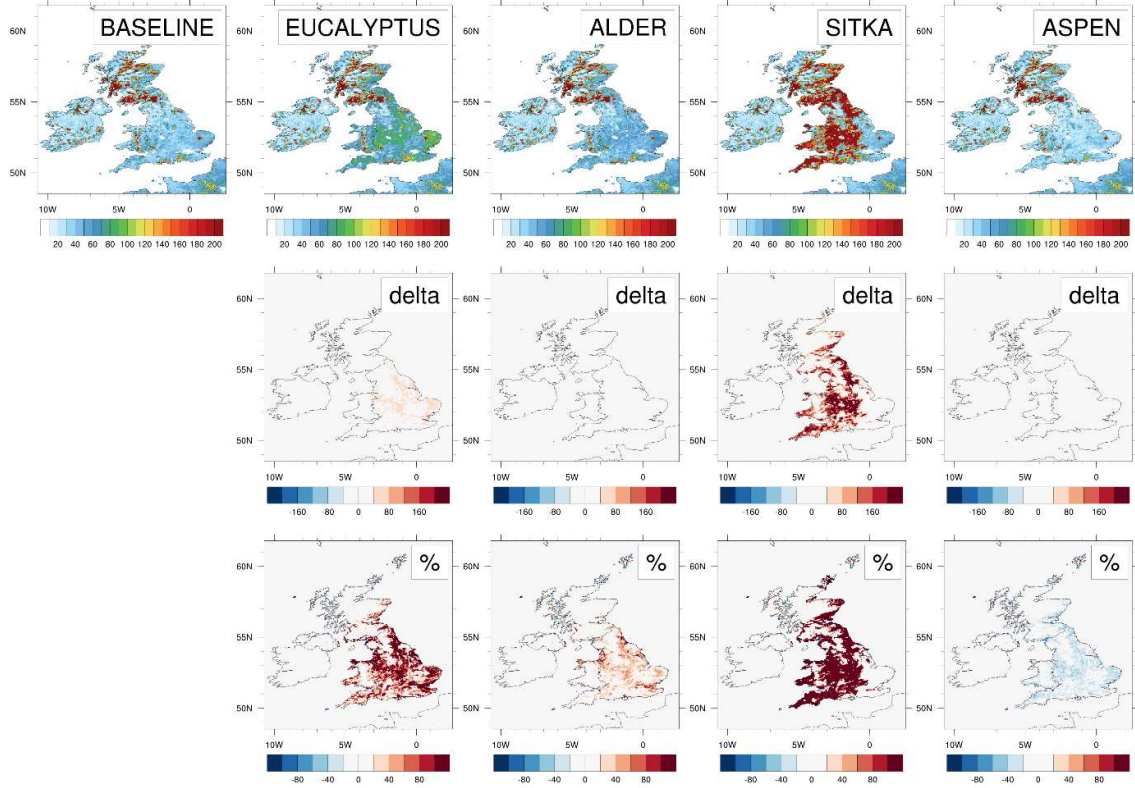 BASELINE EUCALYPTUS ALDER SITKA ASPEN
60N 60N 60N 60N 60N
55N 55N 55N 55N 55N
50N 50N 50N 50N 50N
10W 5W 0 10W 5W 0 10W 5W 0 10W 5W 0 10W 5W 0
20 40 60 80 100 120 140 160 180 200 20 40 60 80 100 120 140 160 180 200 20 40 60 80 100 120 140 160 180 200 20 40 60 80 100 120 140 160 180 200 20 40 60 80 100 120 140 160 180 200
delta delta delta delta
60N 60N 60N 60N
55N 55N 55N 55N
50N 50N 50N 50N
10W 5W 0 10W 5W 0 10W 5W 0 10W 5W 0
-160 -80 0 80 160 -160 -80 0 80 160 -160 -80 0 80 160 -160 -80 0 80 160
% % % %
60N 60N 60N 60N
55N 55N 55N 55N
50N 50N 50N 50N
10W 5W 0 10W 5W 0 10W 5W 0 10W 5W 0
-80 -40 0 20 40 80 -80 -40 0 20 40 80 -80 -40 0 20 40 80 -80 -40 0 20 40 80